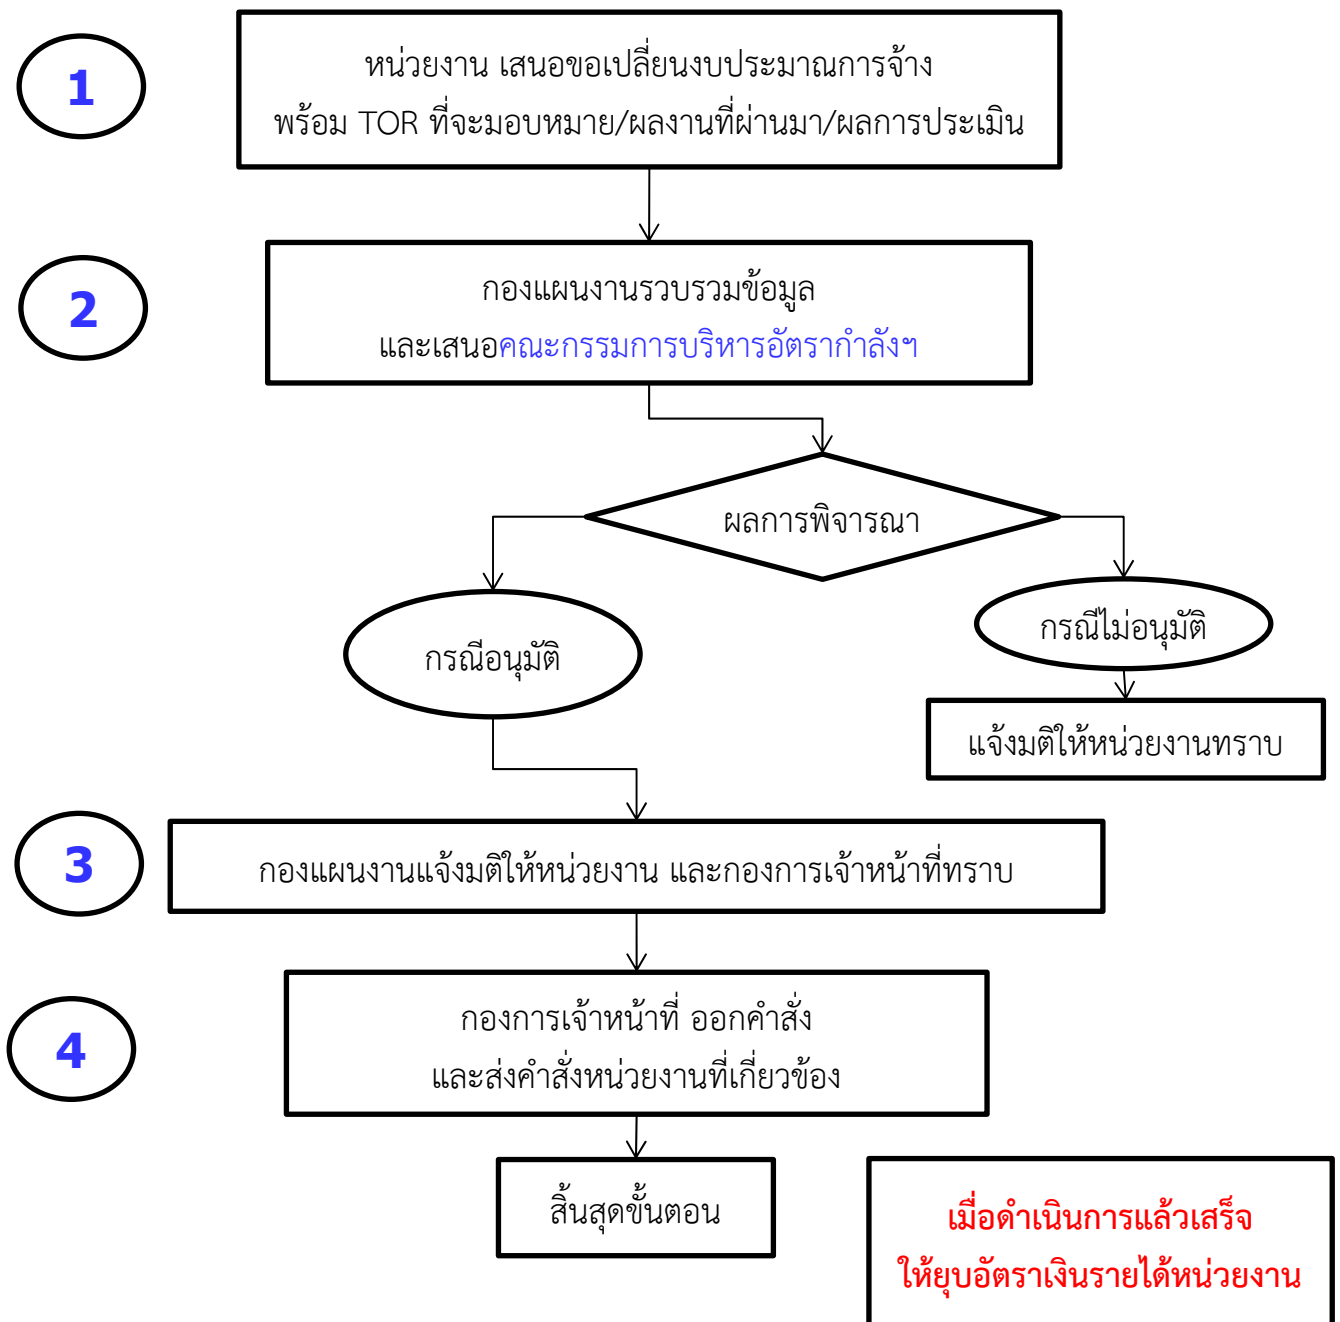 1
หน่วยงาน เสนอขอเปลี่ยนงบประมาณการจ้าง
พร้อม TOR ที่จะมอบหมาย/ผลงานที่ผ่านมา/ผลการประเมิน
2
กองแผนงานรวบรวมข้อมูล
และเสนอคณะกรรมการบริหารอัตรากำลังฯ
ผลการพิจารณา
กรณีอนุมัติ
กรณีไม่อนุมัติ
แจ้งมติให้หน่วยงานทราบ
3
กองแผนงานแจ้งมติให้หน่วยงาน และกองการเจ้าหน้าที่ทราบ
4
กองการเจ้าหน้าที่ ออกคำสั่ง
และส่งคำสั่งหน่วยงานที่เกี่ยวข้อง
สิ้นสุดขั้นตอน
เมื่อดำเนินการแล้วเสร็จ
ให้ยุบอัตราเงินรายได้หน่วยงาน